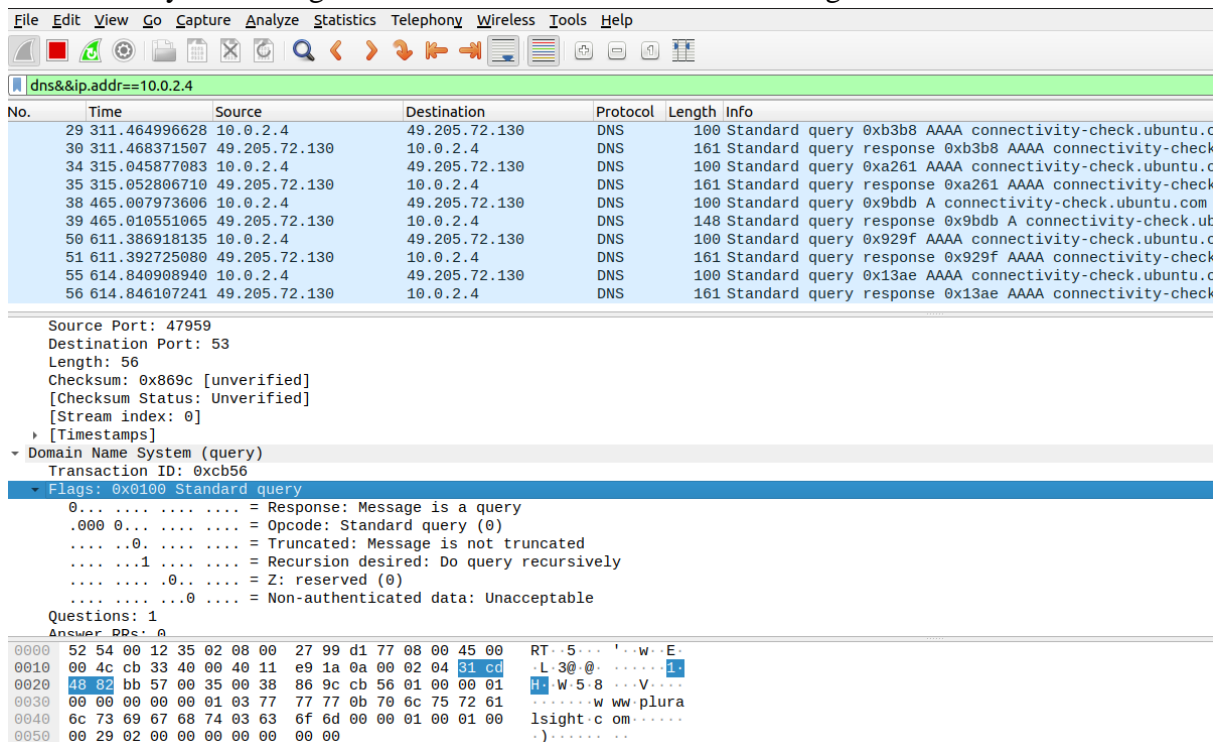 File Edit View Go Capture Analyze Statistics Telephony Wireless Tools Help
dns&&ip.addr==10.0.2.4
No. Time Source Destination Protocol Length Info
29 311.464996628 10.0.2.4 49.205.72.130 DNS 100 Standard query 0xb3b8 AAAA connectivity-check.ubuntu.c
30 311.468371507 49.205.72.130 10.0.2.4 DNS 161 Standard query response 0xb3b8 AAAA connectivity-check
34 315.045877083 10.0.2.4 49.205.72.130 DNS 100 Standard query 0xa261 AAAA connectivity-check.ubuntu.c
35 315.052806710 49.205.72.130 10.0.2.4 DNS 161 Standard query response 0xa261 AAAA connectivity-check
38 465.007973606 10.0.2.4 49.205.72.130 DNS 100 Standard query 0x9bdb A connectivity-check.ubuntu.com
39 465.010551065 49.205.72.130 10.0.2.4 DNS 148 Standard query response 0x9bdb A connectivity-check.ub
50 611.386918135 10.0.2.4 49.205.72.130 DNS 100 Standard query 0x929f AAAA connectivity-check.ubuntu.c
51 611.392725080 49.205.72.130 10.0.2.4 DNS 161 Standard query response 0x929f AAAA connectivity-check
55 614.840908940 10.0.2.4 49.205.72.130 DNS 100 Standard query 0x13ae AAAA connectivity-check.ubuntu.c
56 614.846107241 49.205.72.130 10.0.2.4 DNS 161 Standard query response 0x13ae AAAA connectivity-check
Source Port: 47959
Destination Port: 53
Length: 56
Checksum: 0x869c [unverified]
[Checksum Status: Unverified]
[Stream index: 0]
[Timestamps]
Domain Name System (query)
Transaction ID: 0xcb56
Flags: 0x0100 Standard query
0... .... .... .... = Response: Message is a query
.000 0... .... .... = Opcode: Standard query (0)
.... ..0. .... .... = Truncated: Message is not truncated
.... ...1 .... .... = Recursion desired: Do query recursively
.... .... .0.. .... = Z: reserved (0)
.... .... ...0 .... = Non-authenticated data: Unacceptable
Questions: 1
Answer RRs: 0
0000 52 54 00 12 35 02 08 00 27 99 d1 77 08 00 45 00 RT··5··· '··w··E·
0010 00 4c cb 33 40 00 40 11 e9 1a 0a 00 02 04 31 cd ·L·3@·@· ······1·
0020 48 82 bb 57 00 35 00 38 86 9c cb 56 01 00 00 01 H··W·5·8 ···V····
0030 00 00 00 00 00 01 03 77 77 77 0b 70 6c 75 72 61 ·······w ww·plura
0040 6c 73 69 67 68 74 03 63 6f 6d 00 00 01 00 01 00 lsight·c om······
0050 00 29 02 00 00 00 00 00 00 00 ·)······ ··